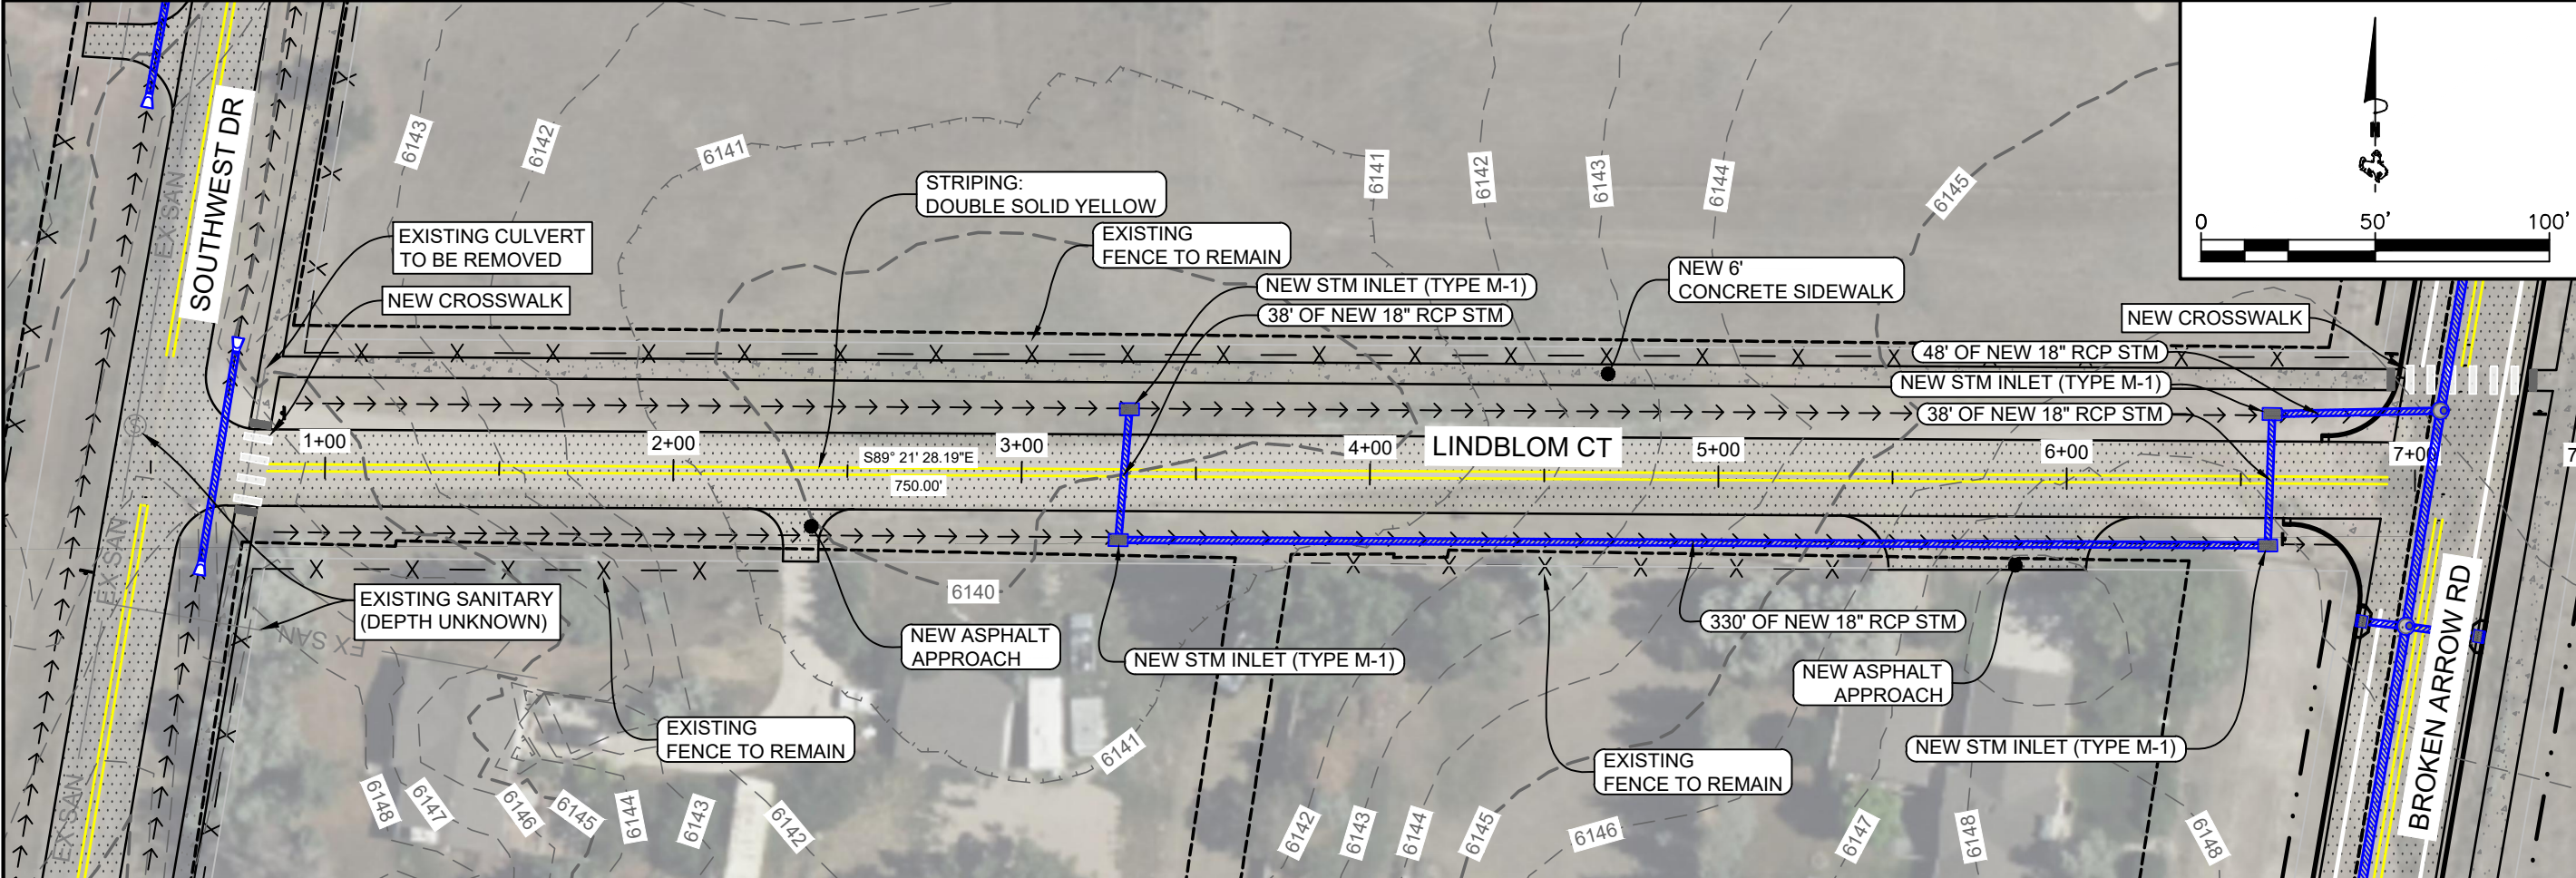 SOUTHWEST DR
EX SAN
EX SAN
EX SAN
EX SAN
EXISTING CULVERT
TO BE REMOVED
NEW CROSSWALK
STRIPING:
DOUBLE SOLID YELLOW
EXISTING
FENCE TO REMAIN
NEW STM INLET (TYPE M-1)
38' OF NEW 18" RCP STM
NEW 6'
CONCRETE SIDEWALK
NEW CROSSWALK
48' OF NEW 18" RCP STM
NEW STM INLET (TYPE M-1)
38' OF NEW 18" RCP STM
N
0 50' 100'
6143
6142
6141
6141
6142
6143
6144
6145
1+00
2+00
3+00
4+00
5+00
6+00
7+00
7
S89° 21' 28.19"E
750.00'
LINDBLOM CT
EXISTING SANITARY
(DEPTH UNKNOWN)
EXISTING
FENCE TO REMAIN
NEW ASPHALT
APPROACH
NEW STM INLET (TYPE M-1)
330' OF NEW 18" RCP STM
NEW ASPHALT
APPROACH
EXISTING
FENCE TO REMAIN
NEW STM INLET (TYPE M-1)
BROKEN ARROW RD
6140
6141
6148
6147
6146
6145
6144
6143
6142
6142
6143
6144
6145
6146
6147
6148
6148